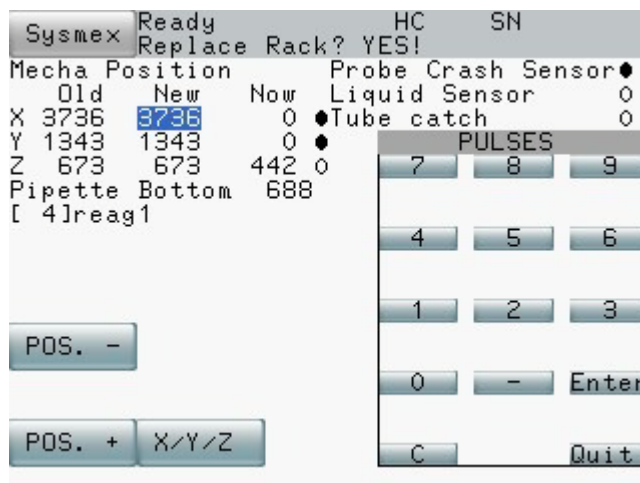 Sysmex Ready HC SN
Replace Rack? YES!
Mecha Position Probe Crash Sensor●
Old New Now Liquid Sensor O
X 3736 3736 0 ●Tube catch O
Y 1343 1343 0 ● PULSES
Z 673 673 442 O 7 8 9
Pipette Bottom 688
[ 4]reag1
4 5 6
1 2 3
POS. -
0 - Enter
POS. + X/Y/Z
C Quit